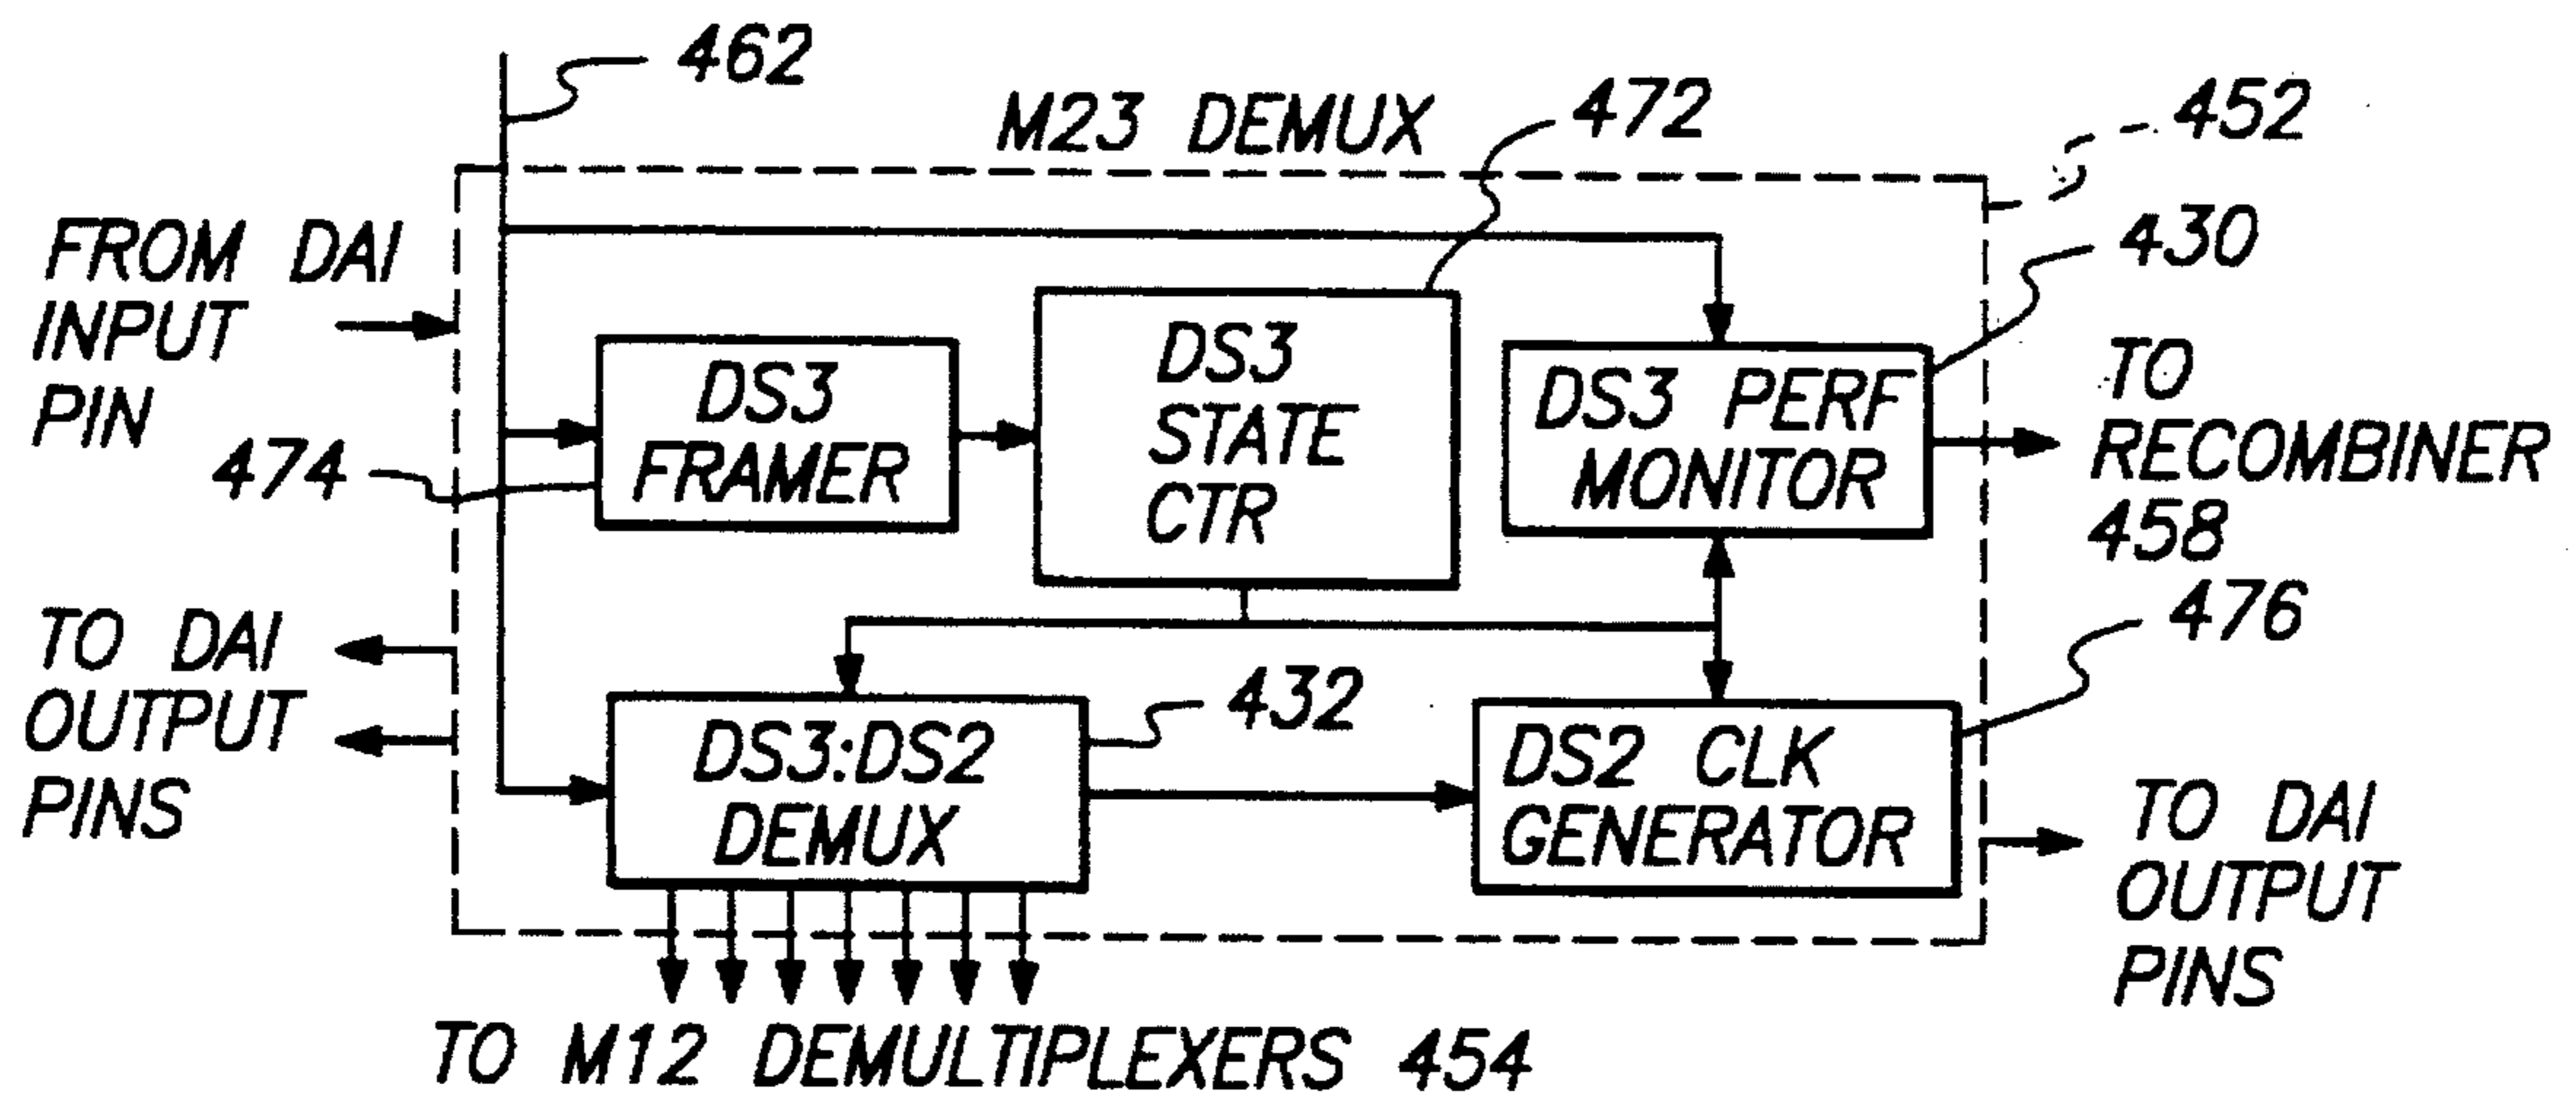 462
M23 DEMUX
472
452
430
FROM DAI
INPUT
PIN
474
DS3
FRAMER
DS3
STATE
CTR
DS3 PERF
MONITOR
TO
RECOMBINER
458
476
TO DAI
OUTPUT
PINS
432
DS3:DS2
DEMUX
DS2 CLK
GENERATOR
TO DAI
OUTPUT
PINS
TO M12 DEMULTIPLEXERS 454